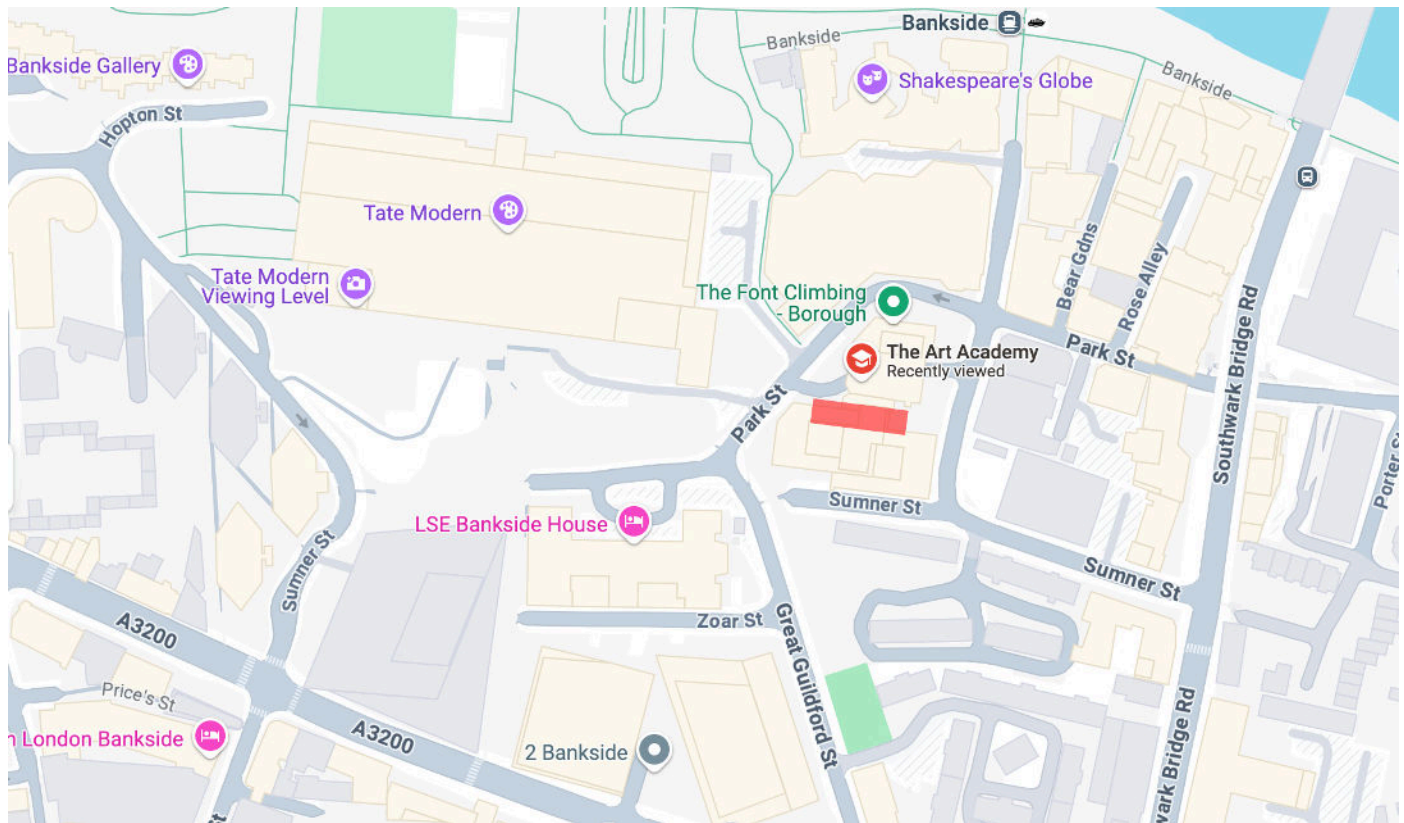 Bankside
Bankside
Bankside Gallery
Shakespeare's Globe
Bankside
Hopton St
Tate Modern
Tate Modern
Viewing Level
Bear Gdns
Rose Alley
The Font Climbing
- Borough
The Art Academy
Recently viewed
Park St
Southwark Bridge Rd
Park St
Porter S
Sumner St
LSE Bankside House
Sumner St
Sumner St
A3200
Zoar St
Great Guildford St
Price's St
n London Bankside
A3200
2 Bankside
wark Bridge Rd
St